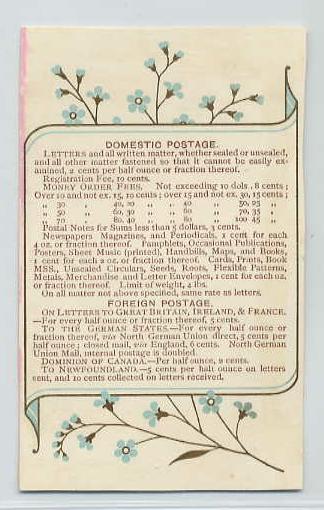 DOMESTIC POSTAGE.
LETTERS and all written matter, whether sealed or unsealed,
and all other matter fastened so that it cannot be easily ex-
amined, 2 cents per half ounce or fraction thereof.
Registration Fee, 10 cents.
MONEY ORDER FEES. Not exceeding 10 dols., 8 cents;
Over 10 and not ex. 15, 10 cents; over 15 and not ex. 30, 15 cents;
„ 30 „ 40, 20 „ „ 40 „ 50, 25 „
„ 50 „ 60, 30 „ „ 60 „ 70, 35 „
„ 70 „ 80, 40 „ „ 80 „ 100 45 „
Postal Notes for Sums less than 5 dollars, 3 cents.
Newspapers Magazines, and Periodicals, 1 cent for each
4 oz. or fraction thereof. Pamphlets, Occasional Publications,
Posters, Sheet Music (printed), Handbills, Maps, and Books,
1 cent for each 2 oz. or fraction thereof. Cards, Prints, Book
MSS., Unsealed Circulars, Seeds, Roots, Flexible Patterns,
Metals, Merchandise and Letter Envelopes, 1 cent for each oz.
or fraction thereof. Limit of weight, 4 lbs.
On all matter not above specified, same rate as letters.
FOREIGN POSTAGE.
ON LETTERS TO GREAT BRITAIN, IRELAND, & FRANCE.
—For every half ounce or fraction thereof, 5 cents.
TO THE GERMAN STATES.—For every half ounce or
fraction thereof, via North German Union direct, 5 cents per
half ounce; closed mail, via England, 6 cents. North German
Union Mail, internal postage is doubled.
DOMINION OF CANADA.—Per half ounce, 2 cents.
TO NEWFOUNDLAND.—5 cents per half ounce on letters
sent, and 10 cents collected on letters received.